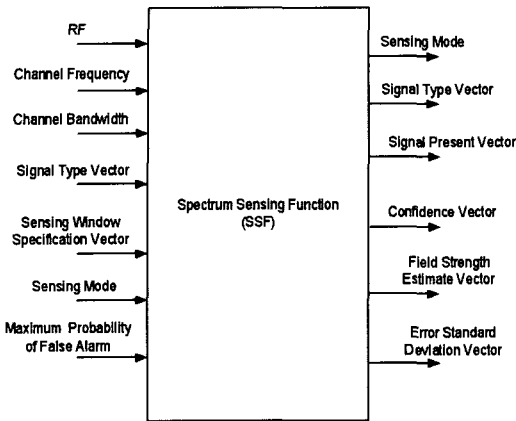 RF
Channel Frequency
Channel Bandwidth
Signal Type Vector
Sensing Window
Specification Vector
Sensing Mode
Maximum Probability
of False Alarm
Spectrum Sensing Function
(SSF)
Sensing Mode
Signal Type Vector
Signal Present Vector
Confidence Vector
Field Strength
Estimate Vector
Error Standard
Deviation Vector